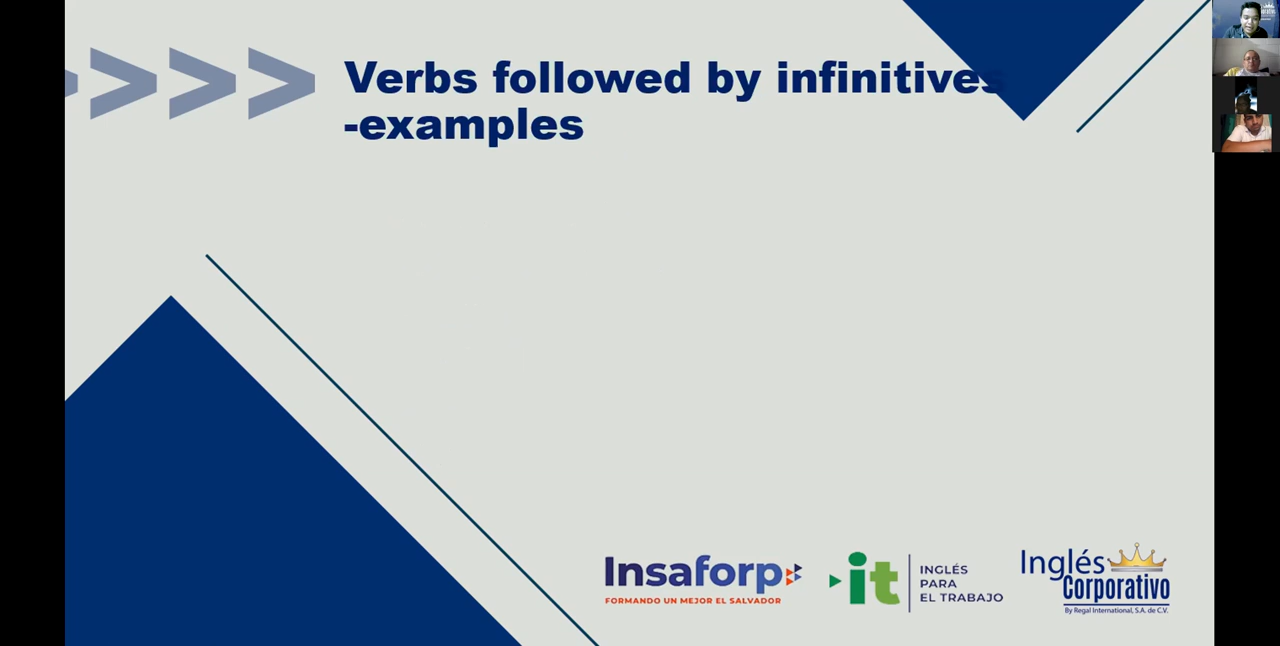 Verbs followed by infinitives
-examples
Insaforp
FORMANDO UN MEJOR EL SALVADOR
it
INGLÉS
PARA
EL TRABAJO
Inglés
Corporativo
By Regal International, S.A. de C.V.